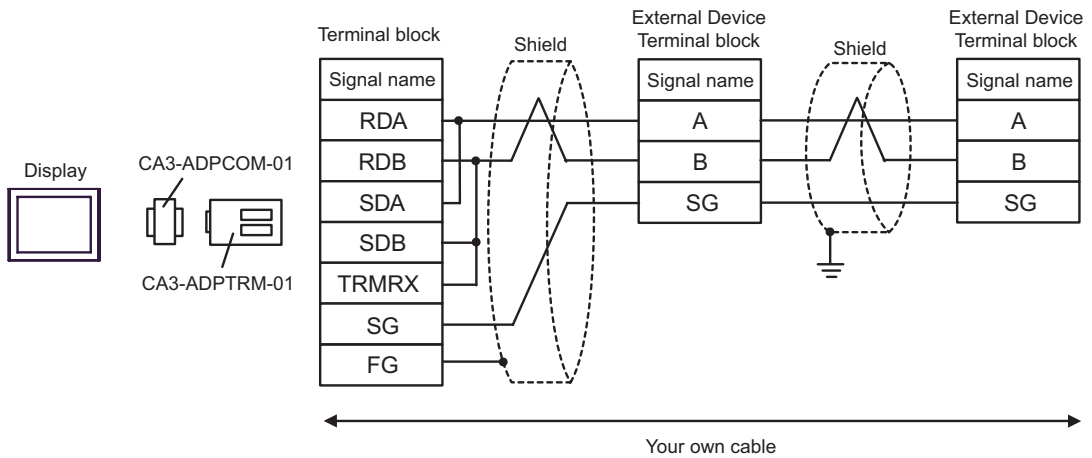 Display
CA3-ADPCOM-01
CA3-ADPTRM-01
Terminal block
Signal name
RDA
RDB
SDA
SDB
TRMRX
SG
FG
Shield
External Device
Terminal block
Signal name
A
B
SG
Shield
External Device
Terminal block
Signal name
A
B
SG
Your own cable